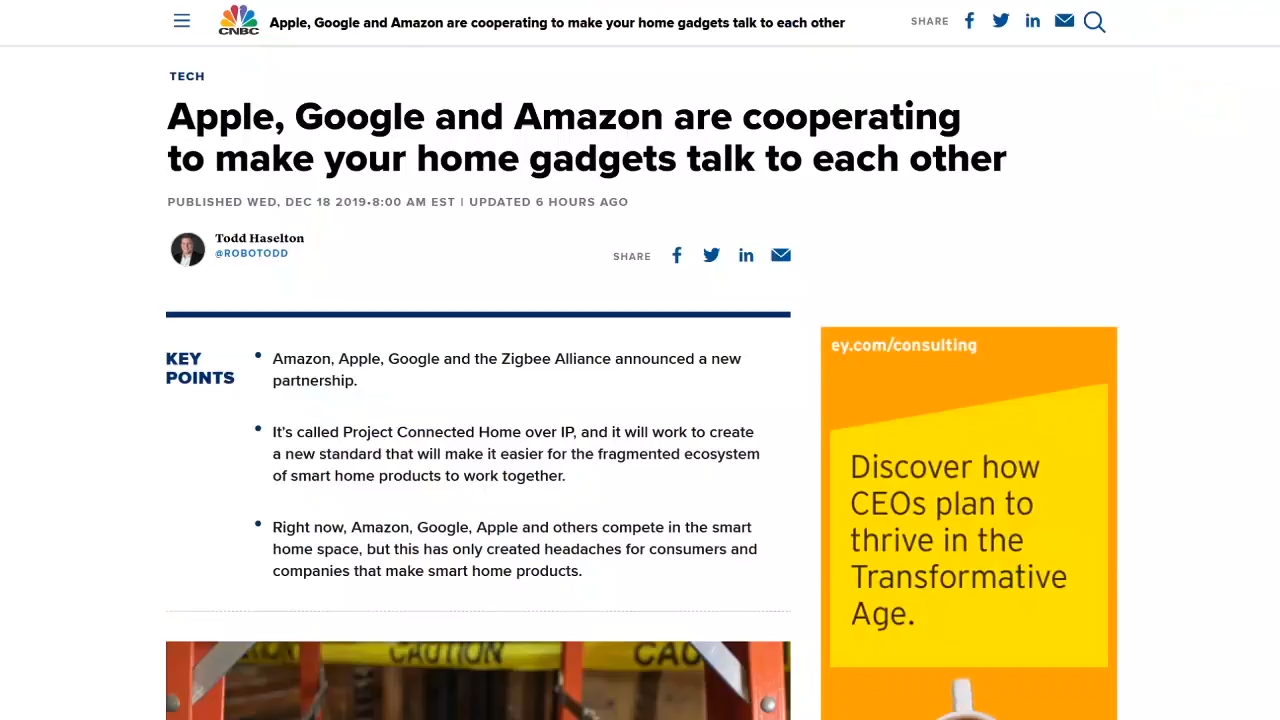 CNBC
Apple, Google and Amazon are cooperating to make your home gadgets talk to each other
SHARE
TECH
Apple, Google and Amazon are cooperating
to make your home gadgets talk to each other
PUBLISHED WED, DEC 18 2019•8:00 AM EST | UPDATED 6 HOURS AGO
Todd Haselton
@ROBOTODD
SHARE
KEY
POINTS
• Amazon, Apple, Google and the Zigbee Alliance announced a new
partnership.
• It's called Project Connected Home over IP, and it will work to create
a new standard that will make it easier for the fragmented ecosystem
of smart home products to work together.
• Right now, Amazon, Google, Apple and others compete in the smart
home space, but this has only created headaches for consumers and
companies that make smart home products.
ey.com/consulting
Discover how
CEOs plan to
thrive in the
Transformative
Age.
CAUTION